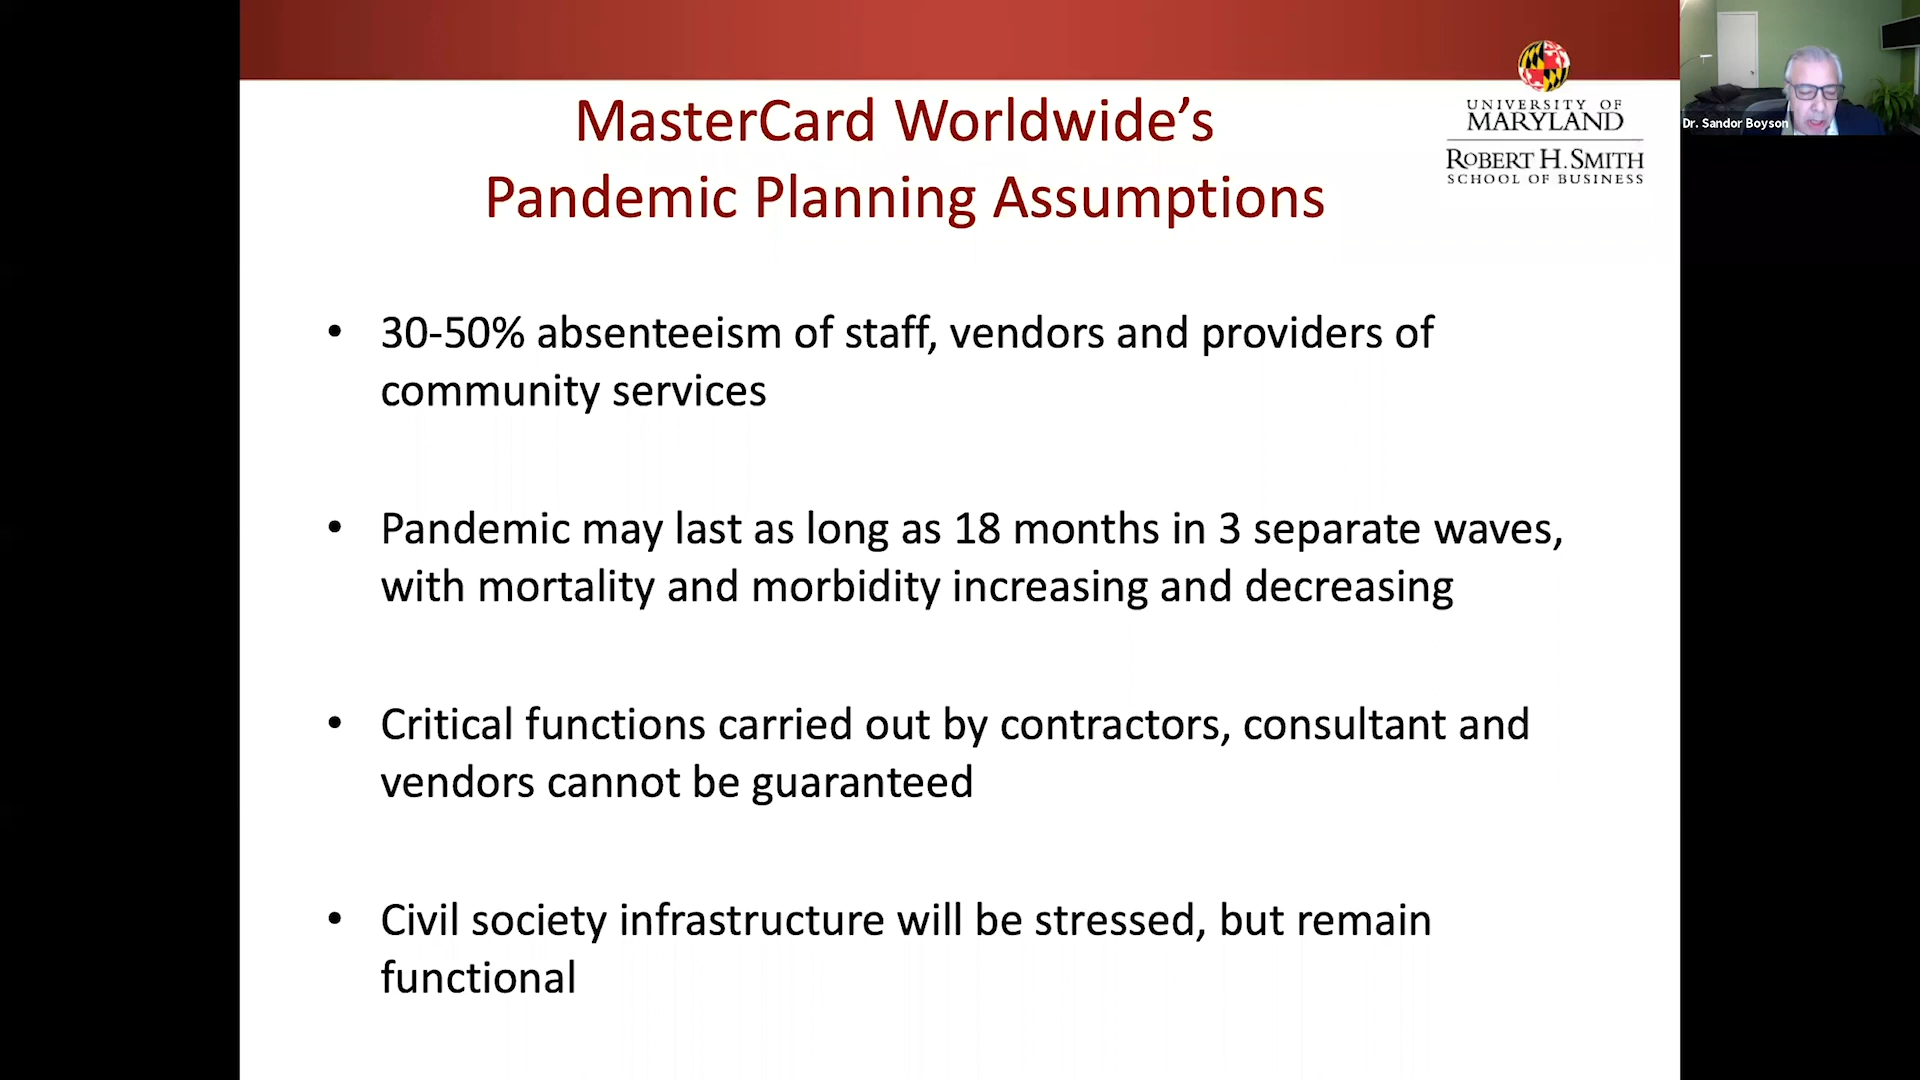 MasterCard Worldwide’s
Pandemic Planning Assumptions
UNIVERSITY OF
MARYLAND
ROBERT H. SMITH
SCHOOL OF BUSINESS
Dr. Sandor Boyson
• 30-50% absenteeism of staff, vendors and providers of
community services
• Pandemic may last as long as 18 months in 3 separate waves,
with mortality and morbidity increasing and decreasing
• Critical functions carried out by contractors, consultant and
vendors cannot be guaranteed
• Civil society infrastructure will be stressed, but remain
functional